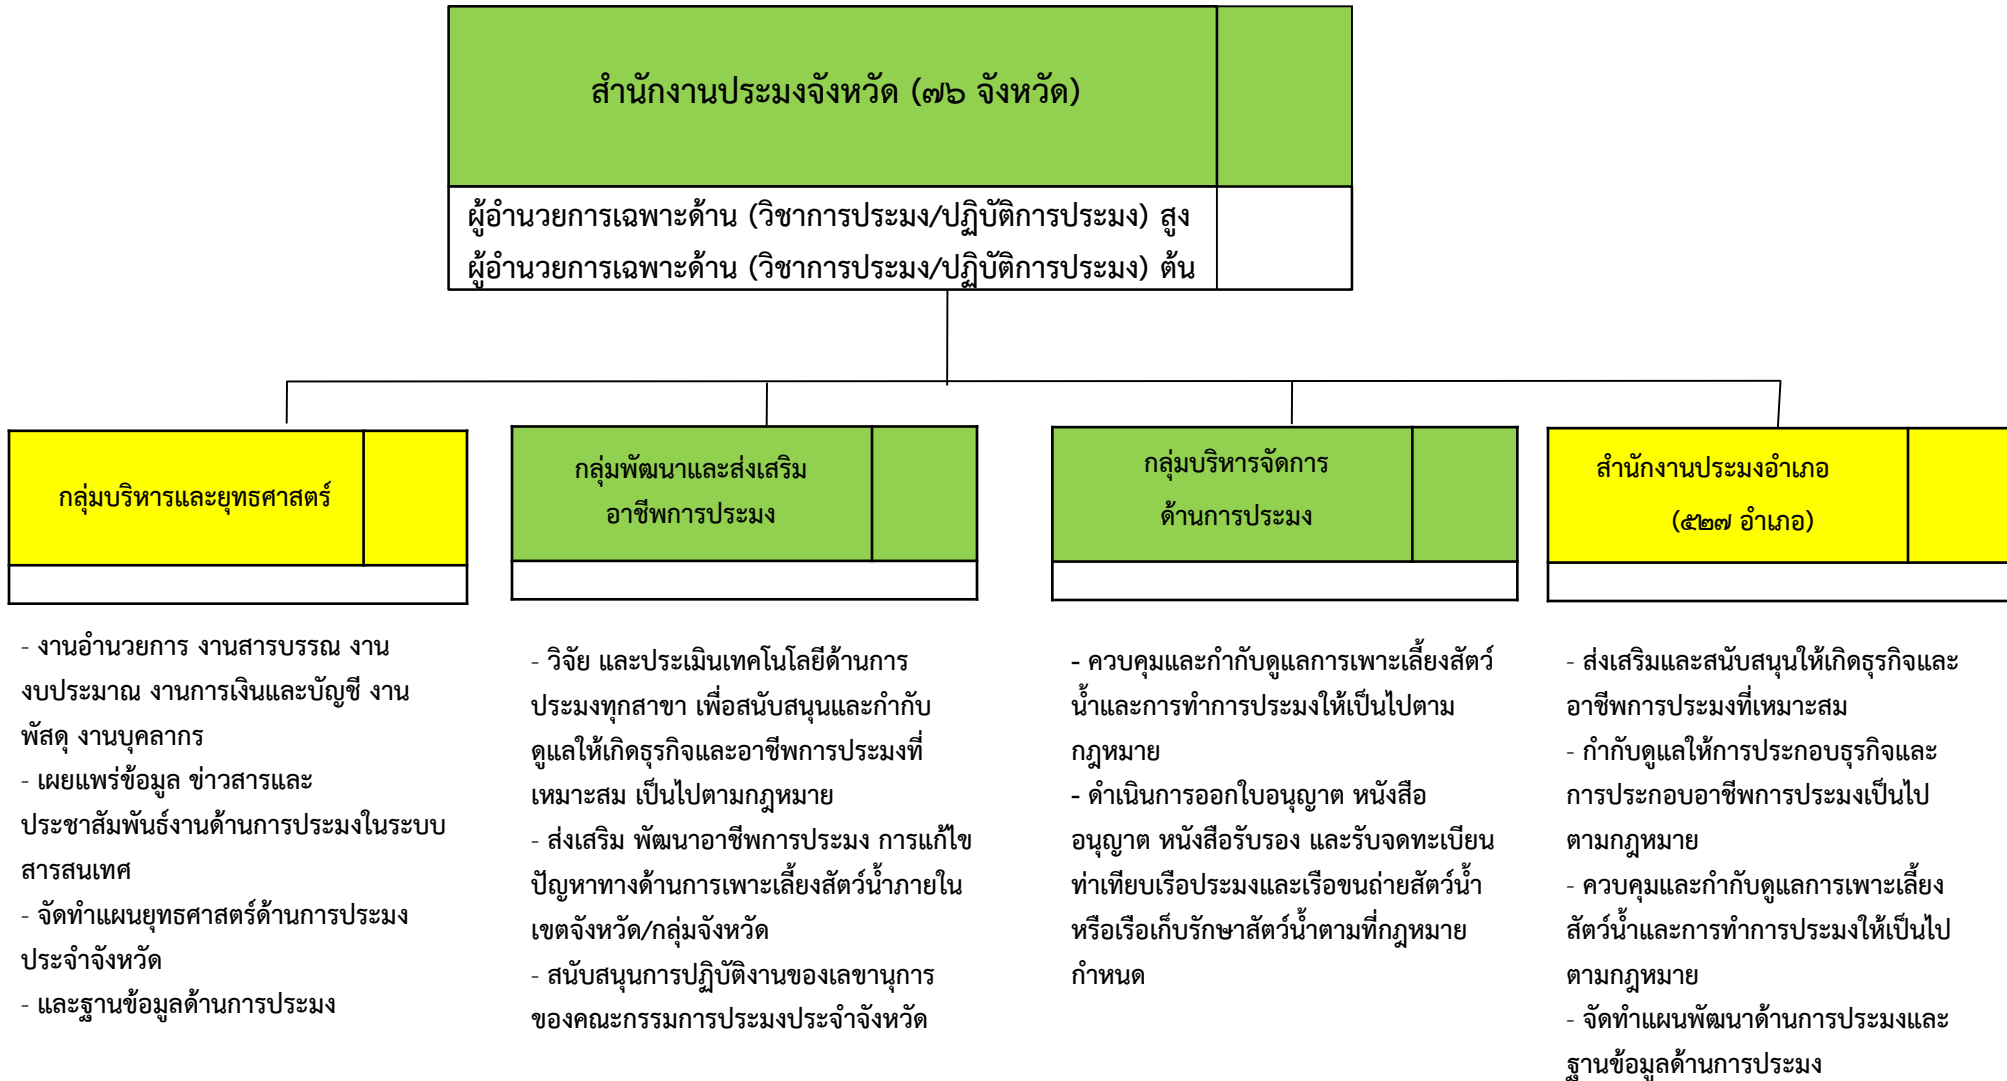 สำนักงานประมงจังหวัด (๗๖ จังหวัด)
ผู้อำนวยการเฉพาะด้าน (วิชาการประมง/ปฏิบัติการประมง) สูง
ผู้อำนวยการเฉพาะด้าน (วิชาการประมง/ปฏิบัติการประมง) ต้น
กลุ่มบริหารและยุทธศาสตร์
- งานอำนวยการ งานสารบรรณ งาน
งบประมาณ งานการเงินและบัญชี งาน
พัสดุ งานบุคลากร
- เผยแพร่ข้อมูล ข่าวสารและ
ประชาสัมพันธ์งานด้านการประมงในระบบ
สารสนเทศ
- จัดทำแผนยุทธศาสตร์ด้านการประมง
ประจำจังหวัด
- และฐานข้อมูลด้านการประมง
กลุ่มพัฒนาและส่งเสริม
อาชีพการประมง
- วิจัย และประเมินเทคโนโลยีด้านการ
ประมงทุกสาขา เพื่อสนับสนุนและกำกับ
ดูแลให้เกิดธุรกิจและอาชีพการประมงที่
เหมาะสม เป็นไปตามกฎหมาย
- ส่งเสริม พัฒนาอาชีพการประมง การแก้ไข
ปัญหาทางด้านการเพาะเลี้ยงสัตว์น้ำภายใน
เขตจังหวัด/กลุ่มจังหวัด
- สนับสนุนการปฏิบัติงานของเลขานุการ
ของคณะกรรมการประมงประจำจังหวัด
กลุ่มบริหารจัดการ
ด้านการประมง
- ควบคุมและกำกับดูแลการเพาะเลี้ยงสัตว์
น้ำและการทำการประมงให้เป็นไปตาม
กฎหมาย
- ดำเนินการออกใบอนุญาต หนังสือ
อนุญาต หนังสือรับรอง และรับจดทะเบียน
ท่าเทียบเรือประมงและเรือขนถ่ายสัตว์น้ำ
หรือเรือเก็บรักษาสัตว์น้ำตามที่กฎหมาย
กำหนด
สำนักงานประมงอำเภอ
(๕๒๗ อำเภอ)
- ส่งเสริมและสนับสนุนให้เกิดธุรกิจและ
อาชีพการประมงที่เหมาะสม
- กำกับดูแลให้การประกอบธุรกิจและ
การประกอบอาชีพการประมงเป็นไป
ตามกฎหมาย
- ควบคุมและกำกับดูแลการเพาะเลี้ยง
สัตว์น้ำและการทำการประมงให้เป็นไป
ตามกฎหมาย
- จัดทำแผนพัฒนาด้านการประมงและ
ฐานข้อมูลด้านการประมง